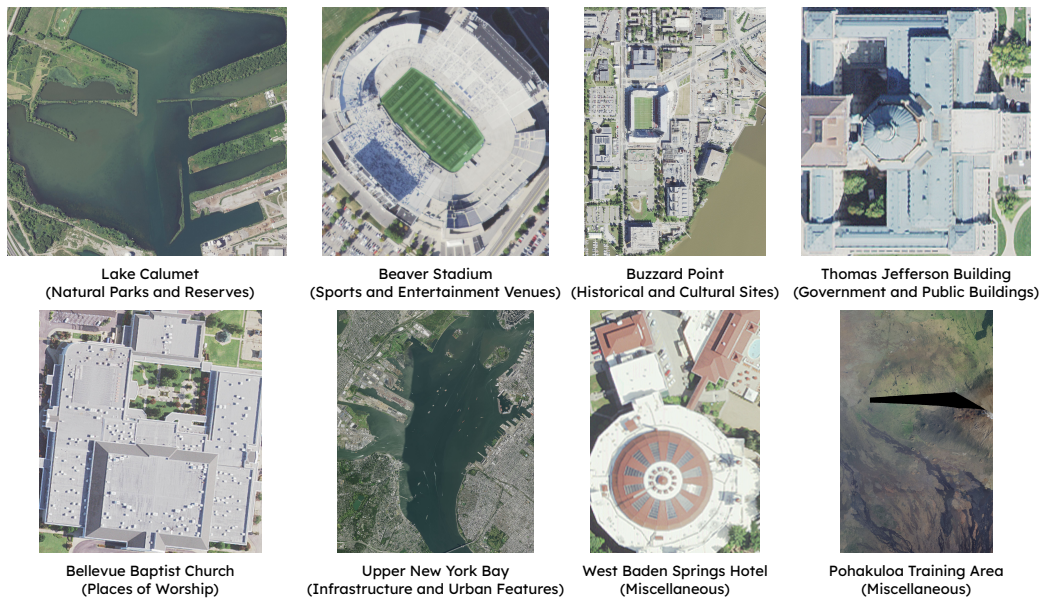 Lake Calumet
(Natural Parks and Reserves)
Beaver Stadium
(Sports and Entertainment Venues)
Buzzard Point
(Historical and Cultural Sites)
Thomas Jefferson Building
(Government and Public Buildings)
Bellevue Baptist Church
(Places of Worship)
Upper New York Bay
(Infrastructure and Urban Features)
West Baden Springs Hotel
(Miscellaneous)
Pohakuloa Training Area
(Miscellaneous)